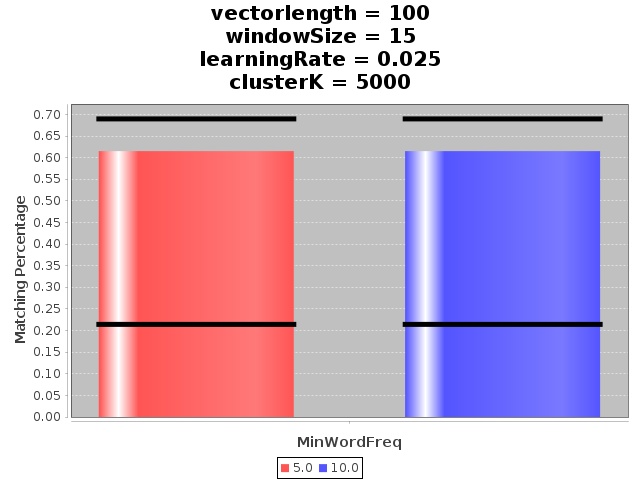 vectorlength = 100
windowSize = 15
learningRate = 0.025
clusterK = 5000
0.70
0.65
0.60
0.55
0.50
0.45
0.40
0.35
0.30
0.25
0.20
0.15
0.10
0.05
0.00
Matching Percentage
MinWordFreq
5.0 10.0